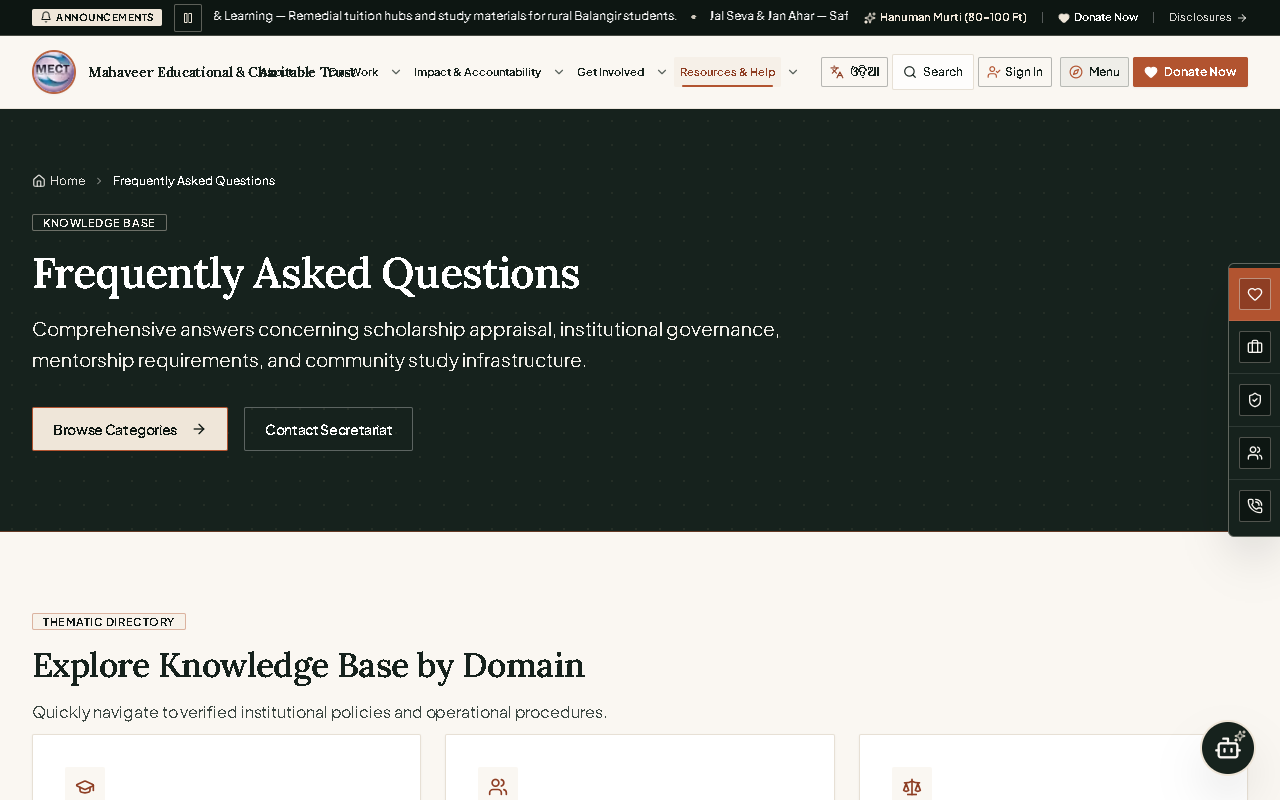 ANNOUNCEMENTS
& Learning — Remedial tuition hubs and study materials for rural Balangir students. • Jal Seva & Jan Ahar — Saf
Hanuman Murti (80–100 Ft)
Donate Now
Disclosures →
MECT
Mahaveer Educational & Charitable Trust
Our Work
Impact & Accountability
Get Involved
Resources & Help
ଓଡ଼ିଆ
Search
Sign In
Menu
Donate Now
Home > Frequently Asked Questions
KNOWLEDGE BASE
Frequently Asked Questions
Comprehensive answers concerning scholarship appraisal, institutional governance,
mentorship requirements, and community study infrastructure.
Browse Categories →
Contact Secretariat
THEMATIC DIRECTORY
Explore Knowledge Base by Domain
Quickly navigate to verified institutional policies and operational procedures.